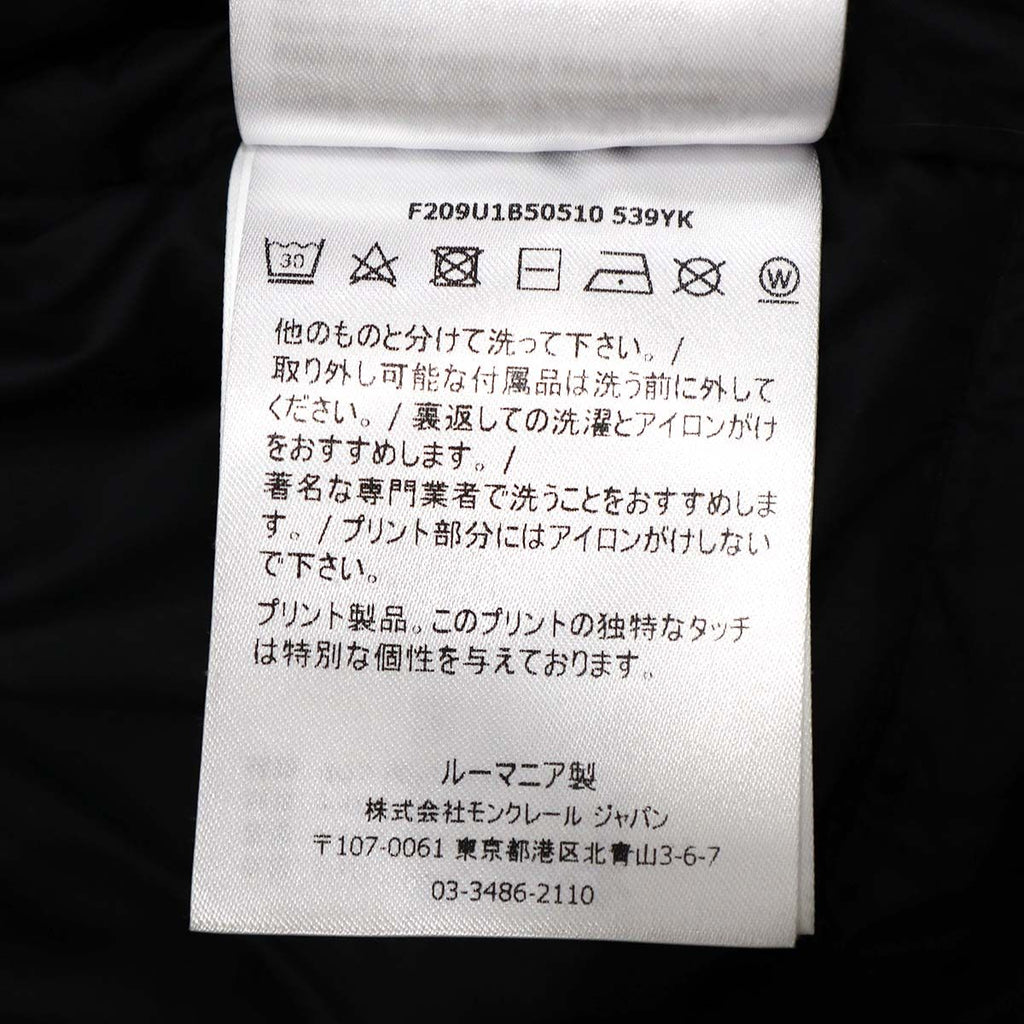 F209U1B50510 539YK
30
W
他のものと分けて洗って下さい。/
取り外し可能な付属品は洗う前に外して
ください。/ 裏返しての洗濯とアイロンがけ
をおすすめします。/
著名な専門業者で洗うことをおすすめしま
す。/ プリント部分にはアイロンがけしない
で下さい。
プリント製品。このプリントの独特なタッチ
は特別な個性を与えております。
ルーマニア製
株式会社モンクレール ジャパン
〒107-0061 東京都港区北青山3-6-7
03-3486-2110